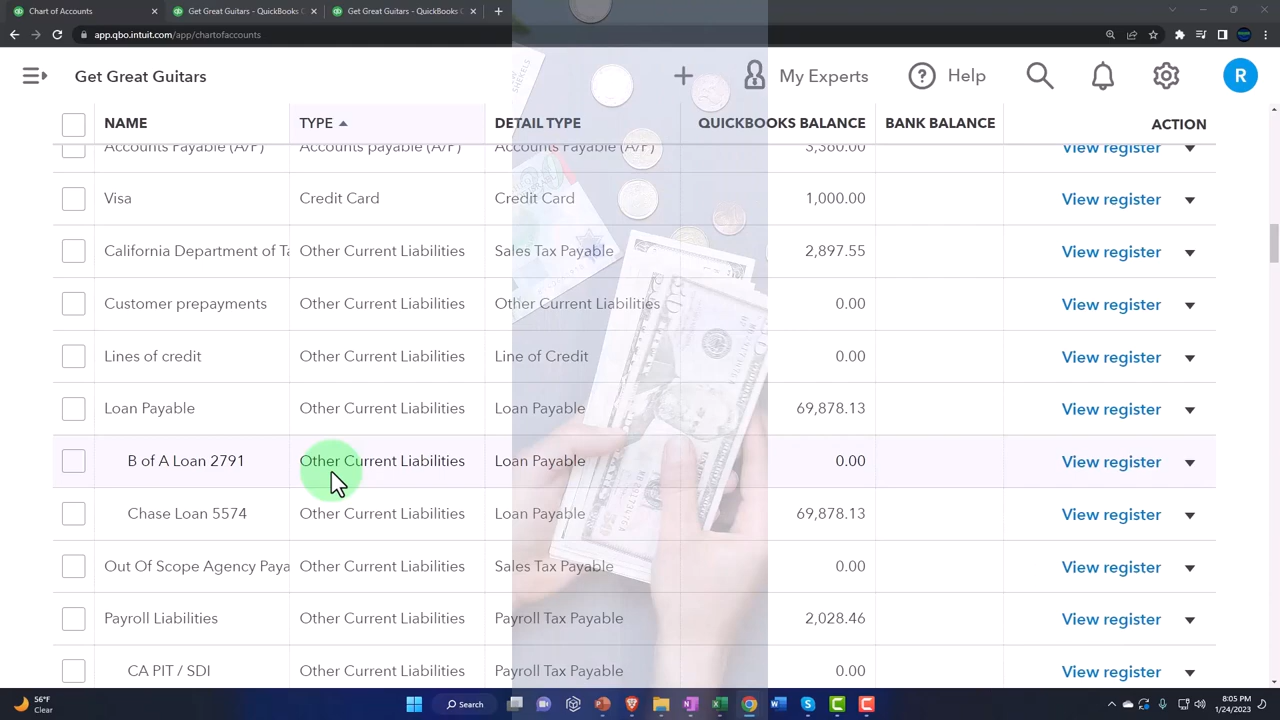 Chart of Accounts
Get Great Guitars - QuickBooks
Get Great Guitars - QuickBooks
app.qbo.intuit.com/app/chartofaccounts
Get Great Guitars
My Experts
Help
R
NAME TYPE DETAIL TYPE QUICKBOOKS BALANCE BANK BALANCE ACTION
Accounts Payable (A/P) Accounts payable (A/P) Accounts Payable (A/P) 3,360.00 View register
Visa Credit Card Credit Card 1,000.00 View register
California Department of Ta Other Current Liabilities Sales Tax Payable 2,897.55 View register
Customer prepayments Other Current Liabilities Other Current Liabilities 0.00 View register
Lines of credit Other Current Liabilities Line of Credit 0.00 View register
Loan Payable Other Current Liabilities Loan Payable 69,878.13 View register
B of A Loan 2791 Other Current Liabilities Loan Payable 0.00 View register
Chase Loan 5574 Other Current Liabilities Loan Payable 69,878.13 View register
Out Of Scope Agency Paya Other Current Liabilities Sales Tax Payable 0.00 View register
Payroll Liabilities Other Current Liabilities Payroll Tax Payable 2,028.46 View register
CA PIT / SDI Other Current Liabilities Payroll Tax Payable 0.00 View register
56°F
Clear
Search
8:05 PM
1/24/2023